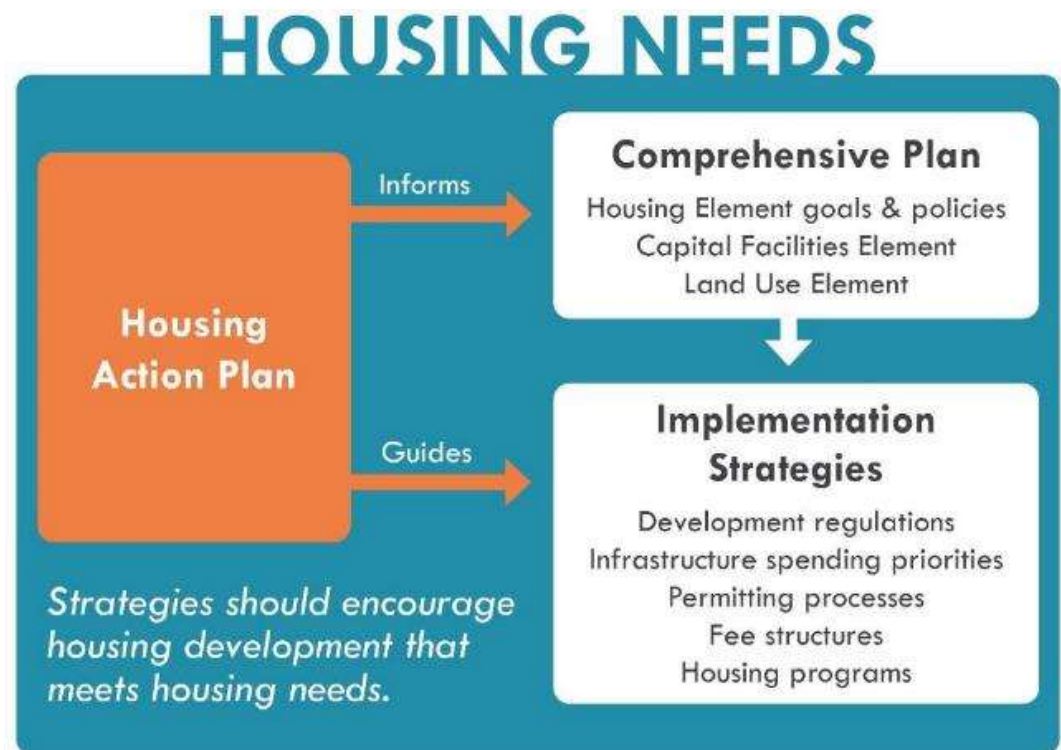 HOUSING NEEDS
Housing
Action Plan
Informs
Guides
Comprehensive Plan
Housing Element goals & policies
Capital Facilities Element
Land Use Element
Implementation
Strategies
Development regulations
Infrastructure spending priorities
Permitting processes
Fee structures
Housing programs
Strategies should encourage
housing development that
meets housing needs.